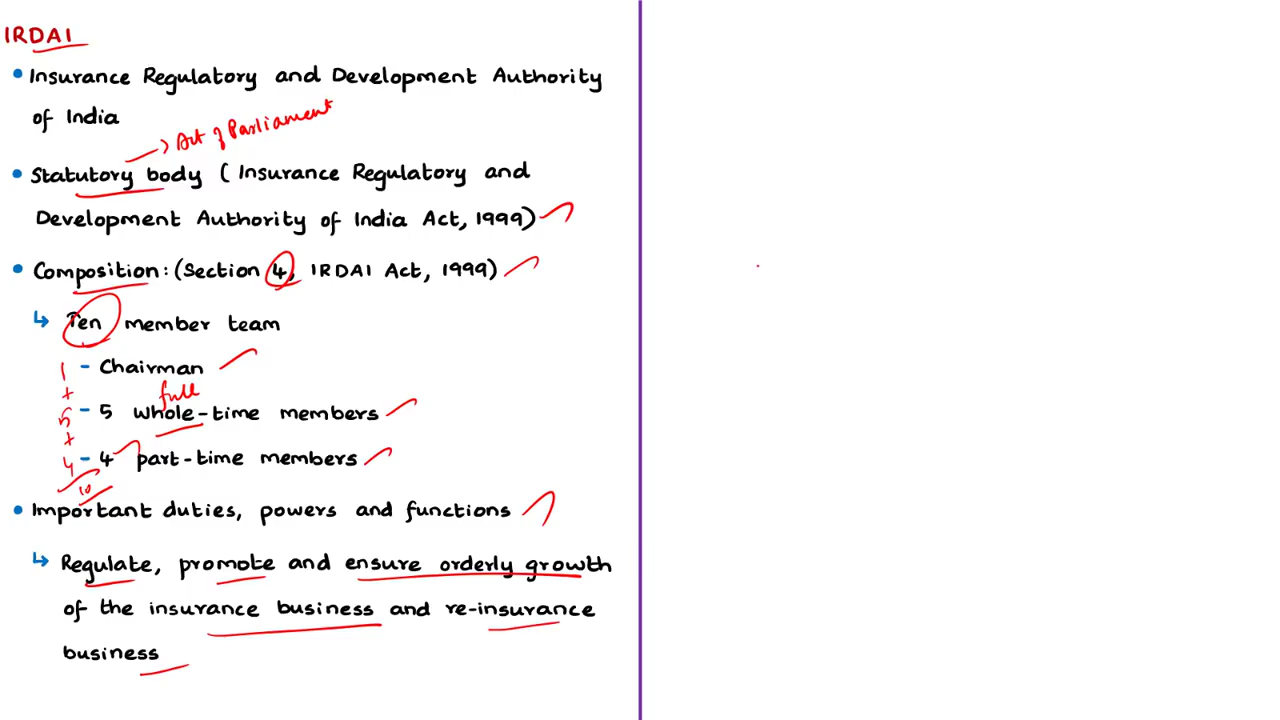 IRDAI
• Insurance Regulatory and Development Authority
of India
→ Act of Parliament
• Statutory body (Insurance Regulatory and
Development Authority of India Act, 1999)
• Composition: (Section 4, IRDAI Act, 1999)
↳ Ten member team
1 - Chairman
+ full
5 - 5 whole-time members
+
4 - 4 part-time members
10
• Important duties, powers and functions
↳ Regulate, promote and ensure orderly growth
of the insurance business and re-insurance
business